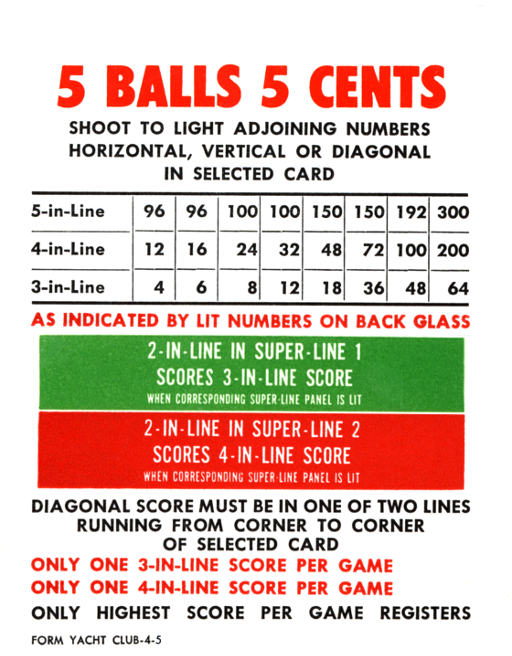 5 BALLS 5 CENTS
SHOOT TO LIGHT ADJOINING NUMBERS
HORIZONTAL, VERTICAL OR DIAGONAL
IN SELECTED CARD
5-in-Line 96 96 100 100 150 150 192 300
4-in-Line 12 16 24 32 48 72 100 200
3-in-Line 4 6 8 12 18 36 48 64
AS INDICATED BY LIT NUMBERS ON BACK GLASS
2-IN-LINE IN SUPER-LINE 1
SCORES 3-IN-LINE SCORE
WHEN CORRESPONDING SUPER-LINE PANEL IS LIT
2-IN-LINE IN SUPER-LINE 2
SCORES 4-IN-LINE SCORE
WHEN CORRESPONDING SUPER-LINE PANEL IS LIT
DIAGONAL SCORE MUST BE IN ONE OF TWO LINES
RUNNING FROM CORNER TO CORNER
OF SELECTED CARD
ONLY ONE 3-IN-LINE SCORE PER GAME
ONLY ONE 4-IN-LINE SCORE PER GAME
ONLY HIGHEST SCORE PER GAME REGISTERS
FORM YACHT CLUB-4-5